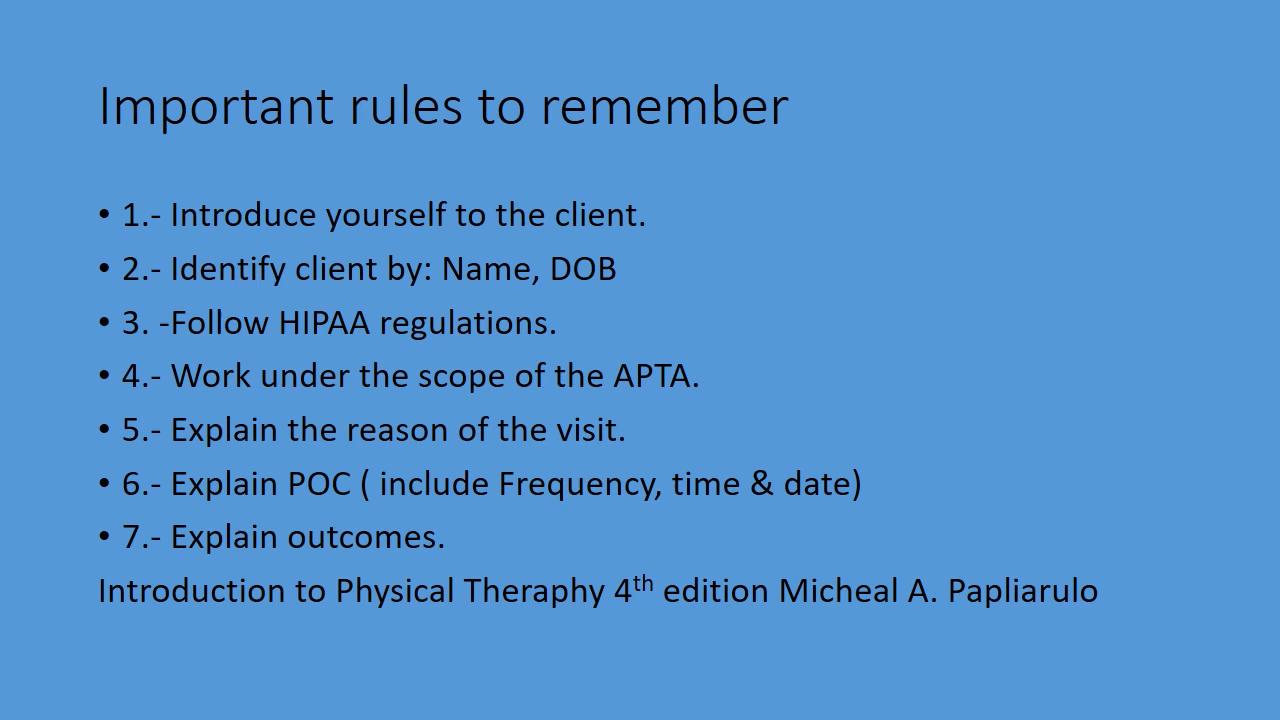 Important rules to remember
• 1.- Introduce yourself to the client.
• 2.- Identify client by: Name, DOB
• 3. -Follow HIPAA regulations.
• 4.- Work under the scope of the APTA.
• 5.- Explain the reason of the visit.
• 6.- Explain POC ( include Frequency, time & date)
• 7.- Explain outcomes.
Introduction to Physical Theraphy 4th edition Micheal A. Papliarulo